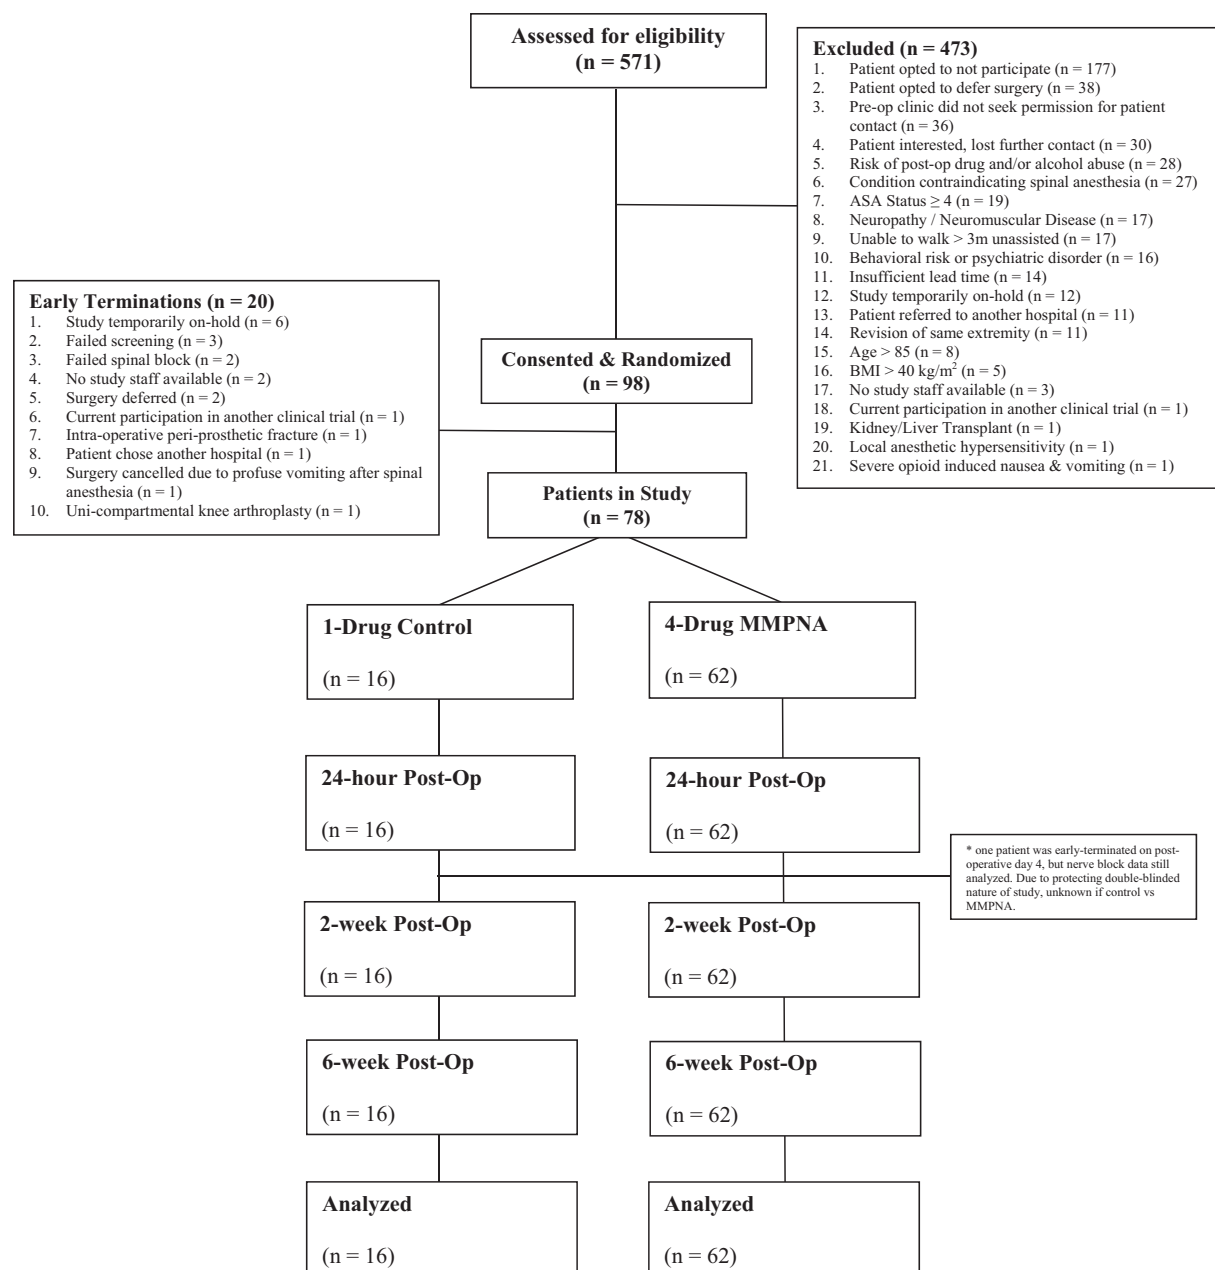 Assessed for eligibility
(n = 571)
Excluded (n = 473)
1. Patient opted to not participate (n = 177)
2. Patient opted to defer surgery (n = 38)
3. Pre-op clinic did not seek permission for patient
contact (n = 36)
4. Patient interested, lost further contact (n = 30)
5. Risk of post-op drug and/or alcohol abuse (n = 28)
6. Condition contraindicating spinal anesthesia (n = 27)
7. ASA Status ≥ 4 (n = 19)
8. Neuropathy / Neuromuscular Disease (n = 17)
9. Unable to walk > 3m unassisted (n = 17)
10. Behavioral risk or psychiatric disorder (n = 16)
11. Insufficient lead time (n = 14)
12. Study temporarily on-hold (n = 12)
13. Patient referred to another hospital (n = 11)
14. Revision of same extremity (n = 11)
15. Age > 85 (n = 8)
16. BMI > 40 kg/m² (n = 5)
17. No study staff available (n = 3)
18. Current participation in another clinical trial (n = 1)
19. Kidney/Liver Transplant (n = 1)
20. Local anesthetic hypersensitivity (n = 1)
21. Severe opioid induced nausea & vomiting (n = 1)
Early Terminations (n = 20)
1. Study temporarily on-hold (n = 6)
2. Failed screening (n = 3)
3. Failed spinal block (n = 2)
4. No study staff available (n = 2)
5. Surgery deferred (n = 2)
6. Current participation in another clinical trial (n = 1)
7. Intra-operative peri-prosthetic fracture (n = 1)
8. Patient chose another hospital (n = 1)
9. Surgery cancelled due to profuse vomiting after spinal
anesthesia (n = 1)
10. Uni-compartmental knee arthroplasty (n = 1)
Consented & Randomized
(n = 98)
Patients in Study
(n = 78)
1-Drug Control
(n = 16)
4-Drug MMPNA
(n = 62)
24-hour Post-Op
(n = 16)
24-hour Post-Op
(n = 62)
* one patient was early-terminated on post-
operative day 4, but nerve block data still
analyzed. Due to protecting double-blinded
nature of study, unknown if control vs
MMPNA.
2-week Post-Op
(n = 16)
2-week Post-Op
(n = 62)
6-week Post-Op
(n = 16)
6-week Post-Op
(n = 62)
Analyzed
(n = 16)
Analyzed
(n = 62)